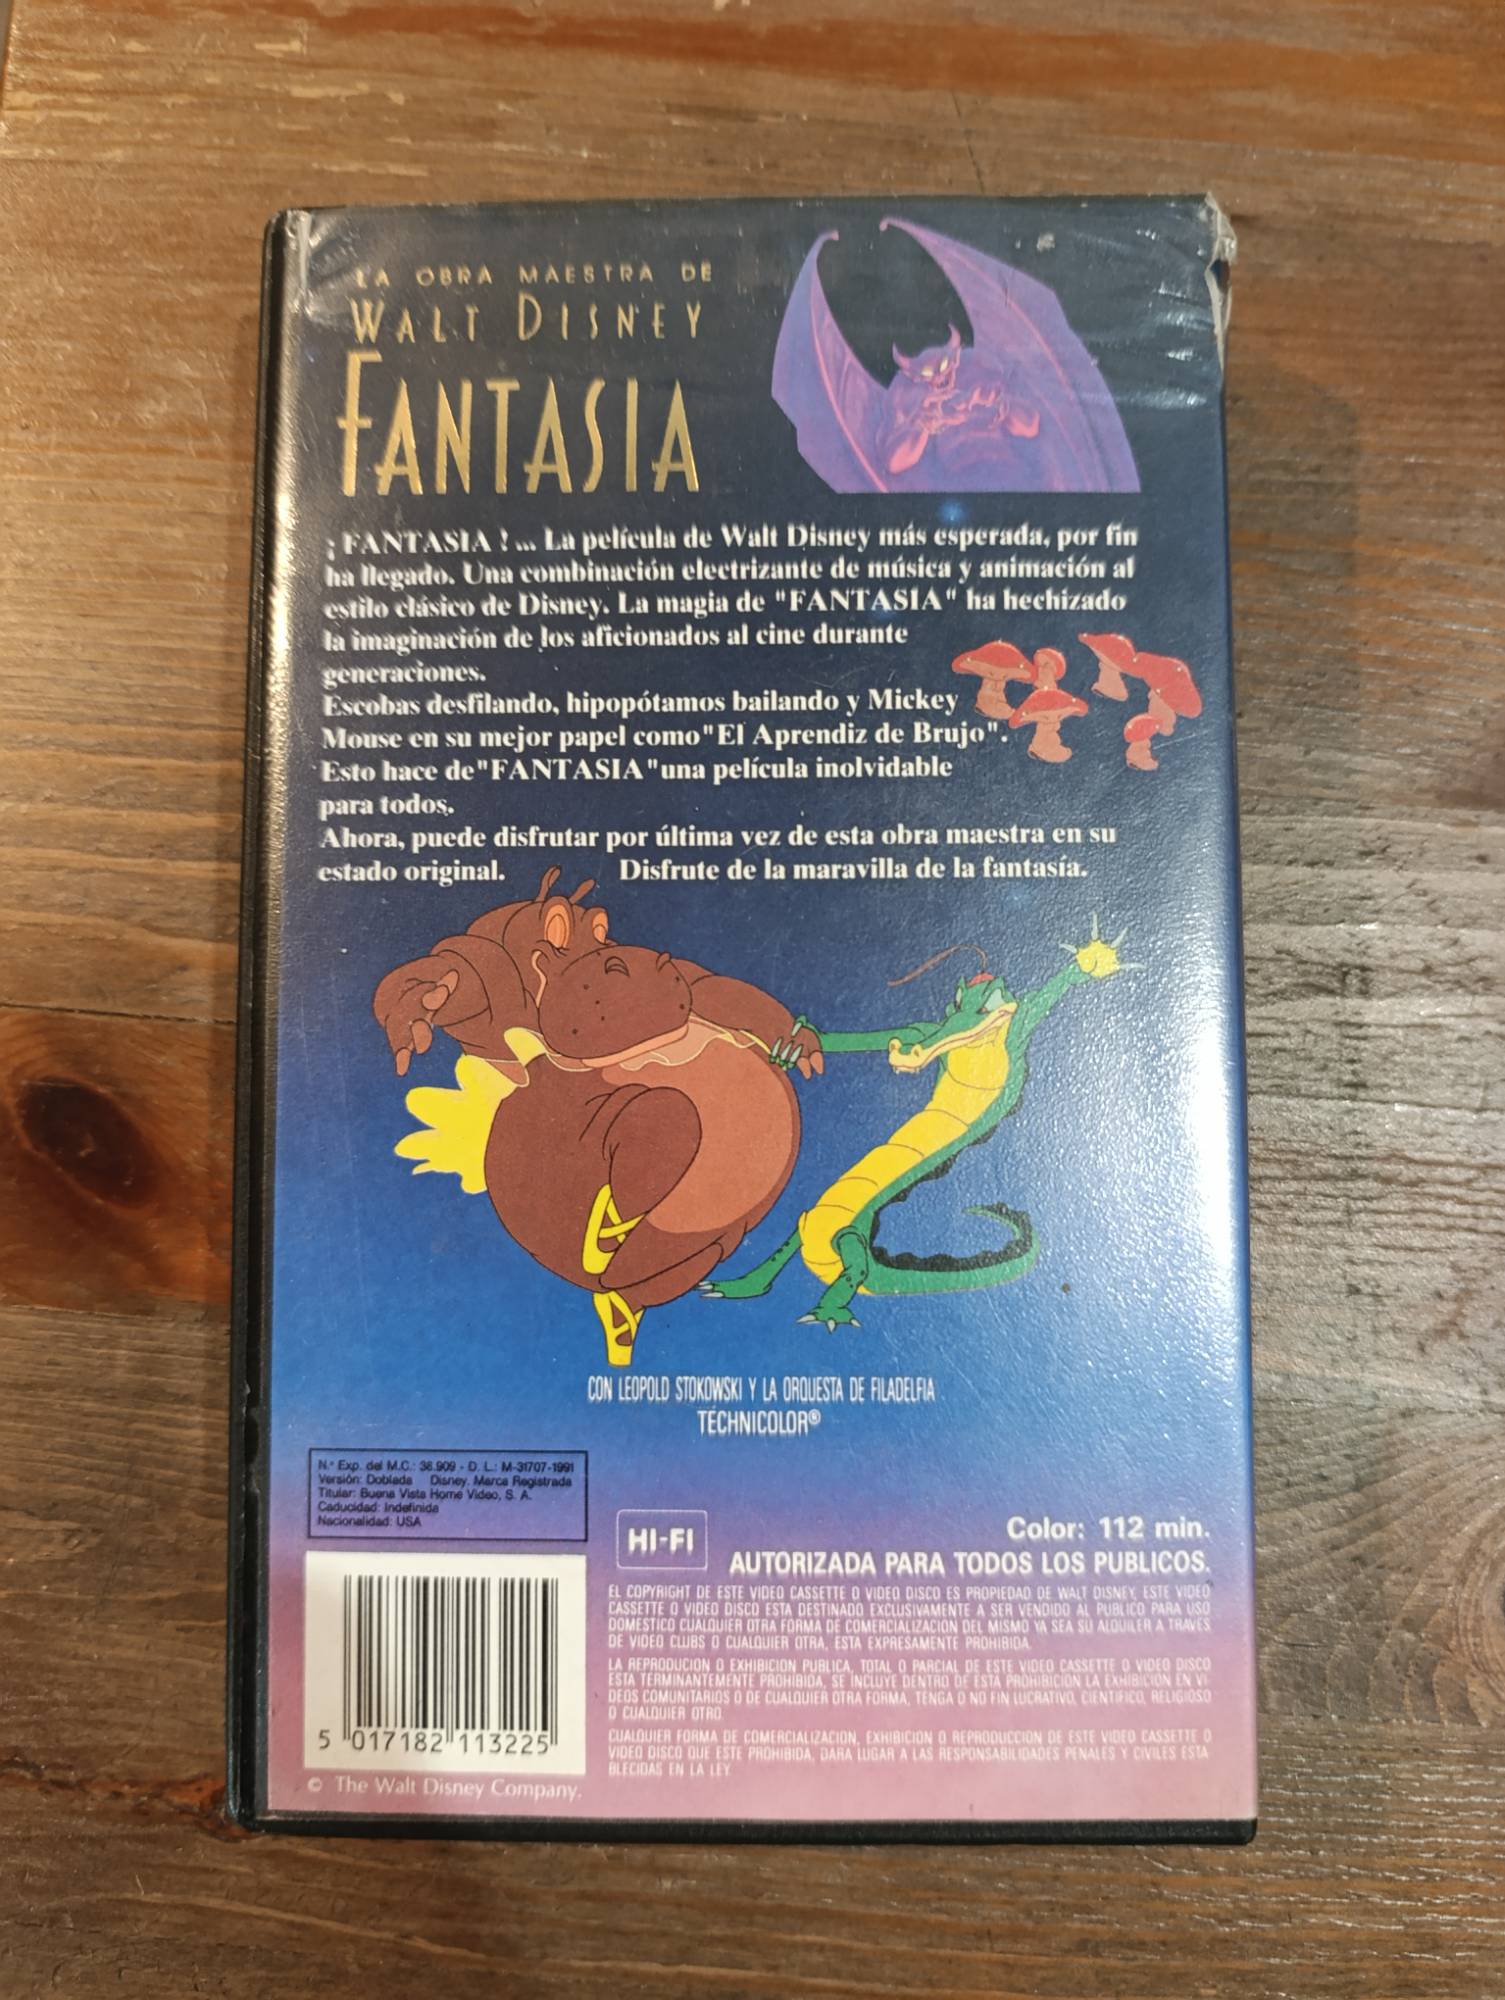 LA OBRA MAESTRA DE
WALT DISNEY
FANTASIA
¡ FANTASIA ! ... La película de Walt Disney más esperada, por fin
ha llegado. Una combinación electrizante de música y animación al
estilo clásico de Disney. La magia de "FANTASIA" ha hechizado
la imaginación de los aficionados al cine durante
generaciones.
Escobas desfilando, hipopótamos bailando y Mickey
Mouse en su mejor papel como "El Aprendiz de Brujo".
Esto hace de "FANTASIA" una película inolvidable
para todos.
Ahora, puede disfrutar por última vez de esta obra maestra en su
estado original. Disfrute de la maravilla de la fantasía.
CON LEOPOLD STOKOWSKI Y LA ORQUESTA DE FILADELFIA
TECHNICOLOR®
N.º Exp. del M.C.: 38.909 - D. L.: M-31707-1991
Versión: Doblada Disney. Marca Registrada
Titular: Buena Vista Home Video, S. A.
Caducidad: Indefinida
Nacionalidad: USA
HI-FI
Color: 112 min.
AUTORIZADA PARA TODOS LOS PUBLICOS.
EL COPYRIGHT DE ESTE VIDEO CASSETTE O VIDEO DISCO ES PROPIEDAD DE WALT DISNEY, ESTE VIDEO
CASSETTE O VIDEO DISCO ESTA DESTINADO EXCLUSIVAMENTE A SER VENDIDO AL PUBLICO PARA USO
DOMESTICO CUALQUIER OTRA FORMA DE COMERCIALIZACION DEL MISMO YA SEA SU ALQUILER A TRAVES
DE VIDEO CLUBS O CUALQUIER OTRA, ESTA EXPRESAMENTE PROHIBIDA.
LA REPRODUCION O EXHIBICION PUBLICA, TOTAL O PARCIAL DE ESTE VIDEO CASSETTE O VIDEO DISCO
ESTA TERMINANTEMENTE PROHIBIDA, SE INCLUYE DENTRO DE ESTA PROHIBICION LA EXHIBICION EN VI
DEOS COMUNITARIOS O DE CUALQUIER OTRA FORMA, TENGA O NO FIN LUCRATIVO, CIENTIFICO, RELIGIOSO
O CUALQUIER OTRO.
CUALQUIER FORMA DE COMERCIALIZACION, EXHIBICION O REPRODUCCION DE ESTE VIDEO CASSETTE O
VIDEO DISCO QUE ESTE PROHIBIDA, DARA LUGAR A LAS RESPONSABILIDADES PENALES Y CIVILES ESTA
BLECIDAS EN LA LEY.
5 017182 113225
© The Walt Disney Company.